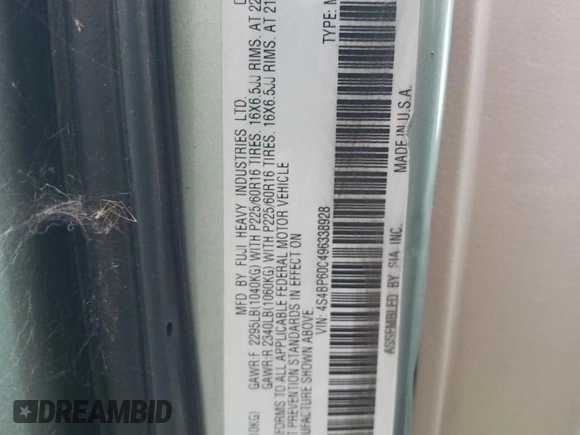 MFD BY FUJI HEAVY INDUSTRIES LTD.
GAWR:F 2295LB(1040KG) WITH P225/60R16 TIRES. 16X6.5JJ RIMS. AT 22
10KG) GAWR:R 2340LB(1060KG) WITH P225/60R16 TIRES. 16X6.5JJ RIMS. AT 21
FORMS TO ALL APPLICABLE FEDERAL MOTOR VEHICLE
T PREVENTION STANDARDS IN EFFECT ON
UFACTURE SHOWN ABOVE.
VIN: 4S4BP60C496338928 TYPE:
ASSEMBLED BY SIA INC. MADE IN U.S.A.
DREAMBID